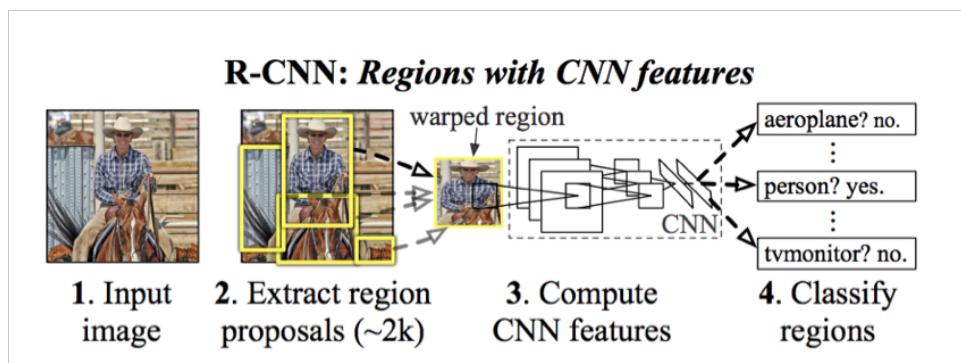 R-CNN: Regions with CNN features
warped region
aeroplane? no.
person? yes.
CNN
tvmonitor? no.
1. Input
image
2. Extract region
proposals (~2k)
3. Compute
CNN features
4. Classify
regions